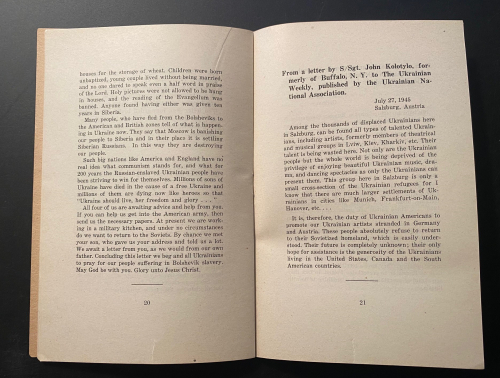 houses for the storage of wheat. Children were born
unbaptized, young couple lived without being married,
and no one dared to speak even a half word in praise
of the Lord. Holy pictures were not allowed to be hung
in houses, and the reading of the Evangelium was
banned. Anyone found having either was given ten
years in Siberia.
Many people, who have fled from the Bolsheviks to
the American and British zones tell of what is happen-
ing in Ukraine now. They say that Moscow is banishing
our people to Siberia and in their place it is settling
Siberian Russians. In this way they are destroying
our people.
Such big nations like America and England have no
real idea what communism stands for, and what for
200 years the Russian-enslaved Ukrainian people have
been striving to win for themselves. Millions of sons of
Ukraine have died in the cause of a free Ukraine and
millions of them are dying now like heroes so that
"Ukraine should live, her freedom and glory . . . ."
All four of us are awaiting advice and help from you.
If you can help us get into the American army, then
send us the necessary papers. At present we are work-
ing in a military kitchen, and under no circumstances
do we want to return to the Soviets. By chance we met
your son, who gave us your address and told us a lot.
We await a letter from you, as we would from our own
father. Concluding this letter we beg and all Ukrainians
to pray for our people suffering in Bolshevik slavery.
May God be with you. Glory unto Jesus Christ.
20
From a letter by S/Sgt. John Kolotylo, for-
merly of Buffalo, N. Y. to The Ukrainian
Weekly, published by the Ukrainian Na-
tional Association.
July 27, 1945
Salzburg, Austria
Among the thousands of displaced Ukrainians here
in Salzburg, can be found all types of talented Ukrain-
ians, including artists, formerly members of theatrical
and musical groups in Lviw, Kiev, Kharkiv, etc. Their
talent is being wasted here. Not only are the Ukrainian
people but the whole world is being deprived of the
privilege of enjoying beautiful Ukrainian music, dra-
ma, and dancing spectacles as only the Ukrainians can
present them. This group here in Salzburg is only a
small cross-section of the Ukrainian refugees for I
know that there are much larger settlements of Uk-
rainians in cities like Munich, Frankfurt-on-Main,
Hanover, etc. . . .
It is, therefore, the duty of Ukrainian Americans to
promote our Ukrainian artists stranded in Germany
and Austria. These people absolutely refuse to return
to their Sovietized homeland, which is easily under-
stood. Their future is completely unknown; their only
hope for assistance is the generosity of the Ukrainians
living in the United States, Canada and the South
American countries.
21